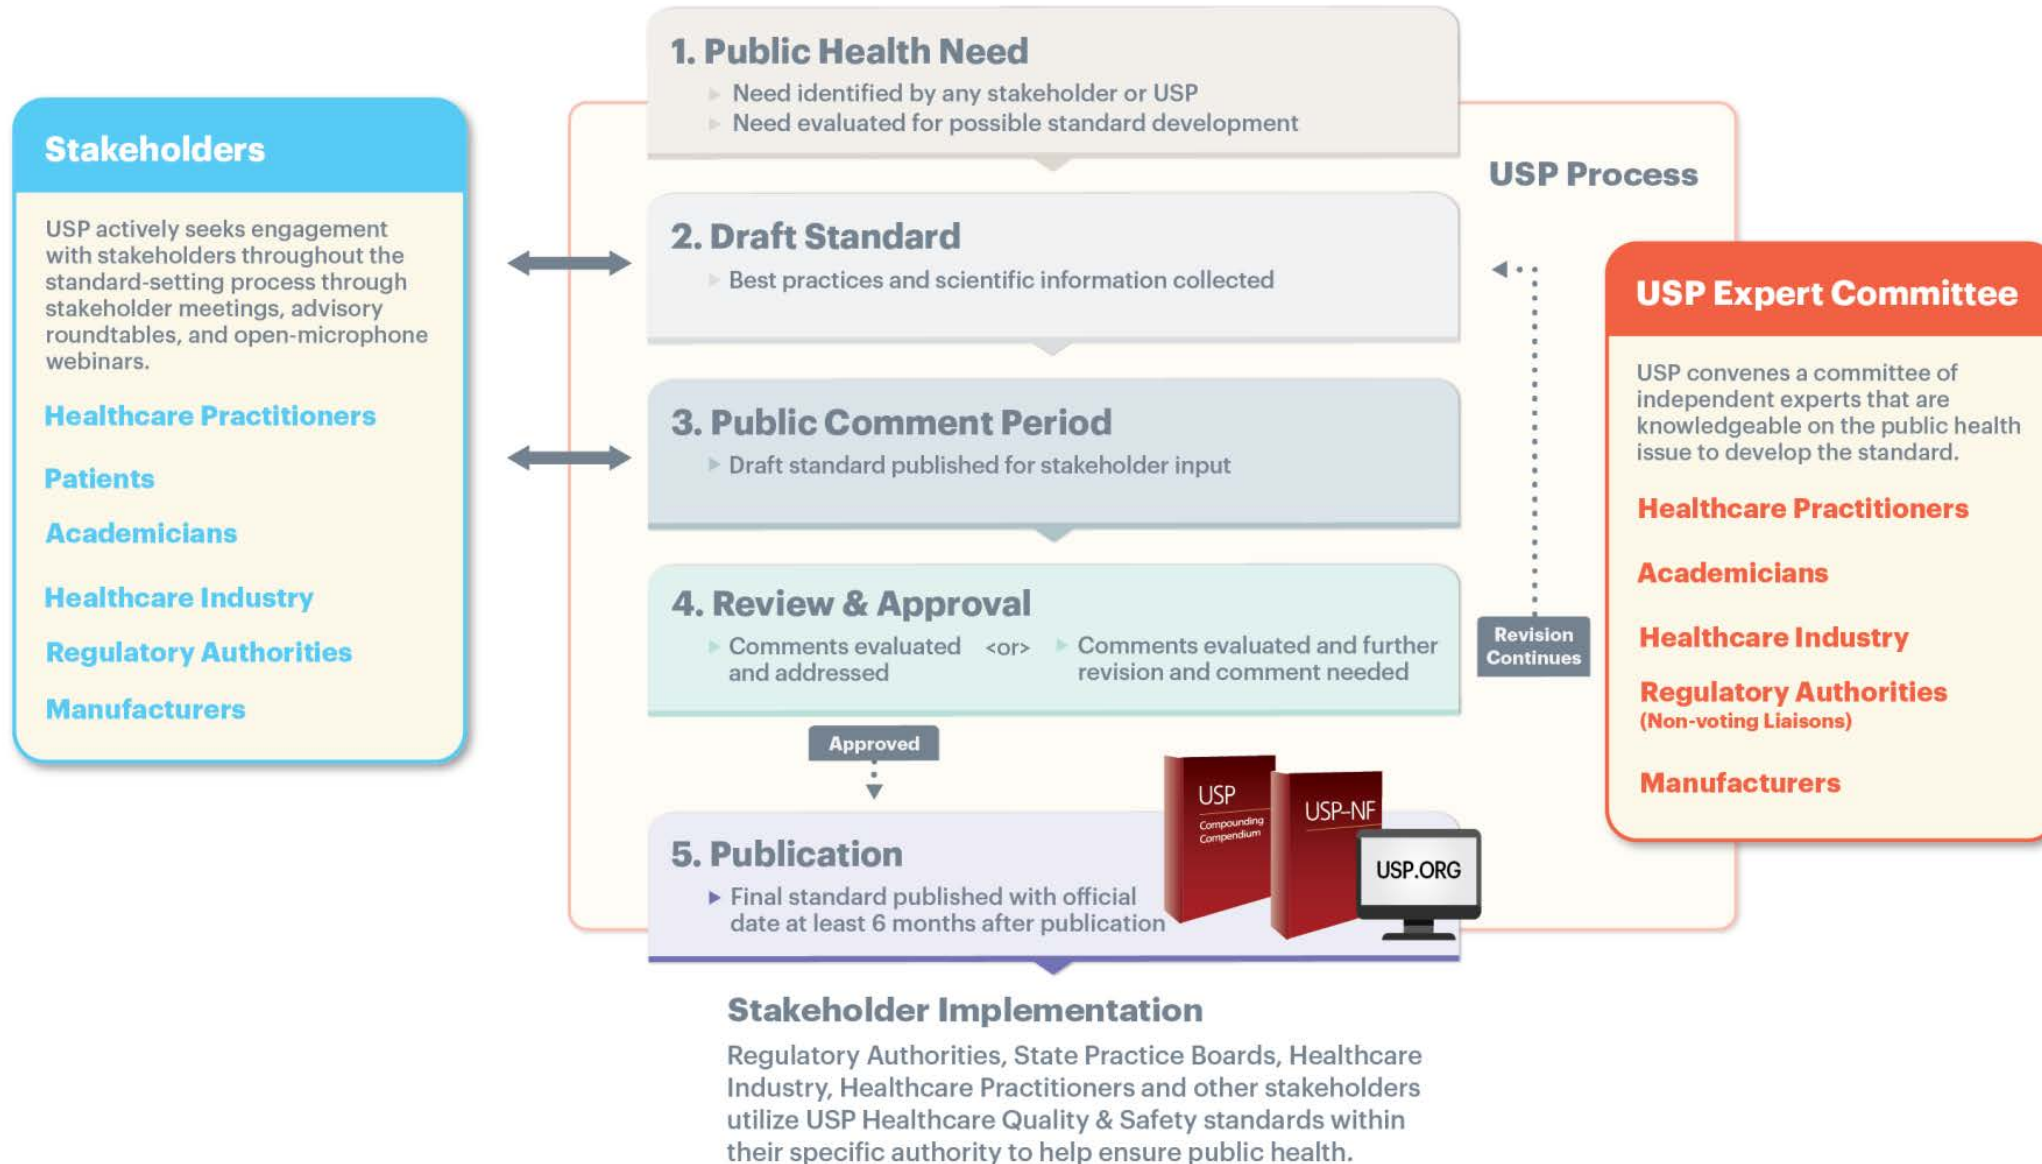 1. Public Health Need
Need identified by any stakeholder or USP
Need evaluated for possible standard development
Stakeholders
USP actively seeks engagement
with stakeholders throughout the
standard-setting process through
stakeholder meetings, advisory
roundtables, and open-microphone
webinars.
Healthcare Practitioners
Patients
Academicians
Healthcare Industry
Regulatory Authorities
Manufacturers
USP Process
2. Draft Standard
Best practices and scientific information collected
3. Public Comment Period
Draft standard published for stakeholder input
4. Review & Approval
Comments evaluated
and addressed
<or>
Comments evaluated and further
revision and comment needed
Revision
Continues
Approved
5. Publication
Final standard published with official
date at least 6 months after publication
USP
Compounding
Compendium
USP–NF
USP.ORG
USP Expert Committee
USP convenes a committee of
independent experts that are
knowledgeable on the public health
issue to develop the standard.
Healthcare Practitioners
Academicians
Healthcare Industry
Regulatory Authorities
(Non-voting Liaisons)
Manufacturers
Stakeholder Implementation
Regulatory Authorities, State Practice Boards, Healthcare
Industry, Healthcare Practitioners and other stakeholders
utilize USP Healthcare Quality & Safety standards within
their specific authority to help ensure public health.